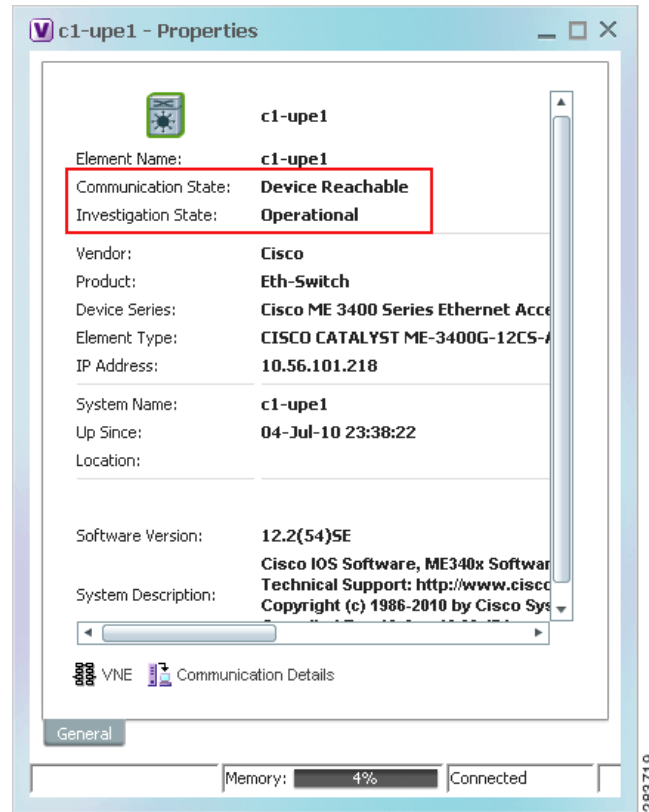 V c1-upe1 - Properties
c1-upe1
Element Name: c1-upe1
Communication State: Device Reachable
Investigation State: Operational
Vendor: Cisco
Product: Eth-Switch
Device Series: Cisco ME 3400 Series Ethernet Acce
Element Type: CISCO CATALYST ME-3400G-12CS-
IP Address: 10.56.101.218
System Name: c1-upe1
Up Since: 04-Jul-10 23:38:22
Location:
Software Version: 12.2(54)SE
System Description: Cisco IOS Software, ME340x Softwar
Technical Support: http://www.cisco
Copyright (c) 1986-2010 by Cisco Sys
VNE Communication Details
General
Memory: 4% Connected
283719